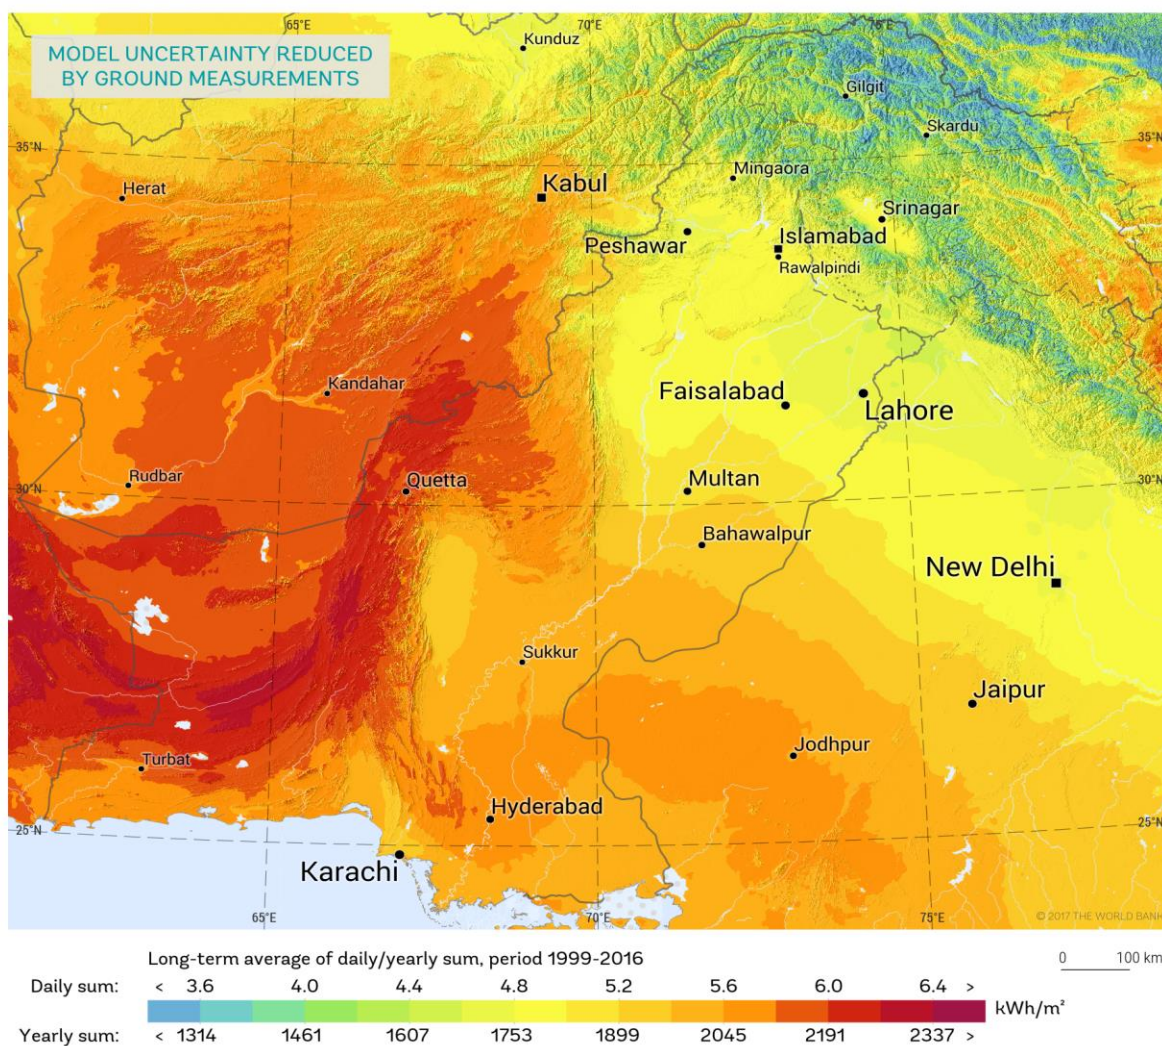 MODEL UNCERTAINTY REDUCED
BY GROUND MEASUREMENTS
65°E
70°E
75°E
Kunduz
Gilgit
Skardu
35°N
35°N
Mingaora
Herat
Kabul
Srinagar
Peshawar
Islamabad
Rawalpindi
Kandahar
Faisalabad
Lahore
Rudbar
Quetta
Multan
30°N
30°N
Bahawalpur
New Delhi
Sukkur
Jaipur
Jodhpur
Turbat
Hyderabad
25°N
25°N
Karachi
65°E
70°E
75°E
© 2017 THE WORLD BANK
Long-term average of daily/yearly sum, period 1999-2016
0 100 km
Daily sum: < 3.6 4.0 4.4 4.8 5.2 5.6 6.0 6.4 >
kWh/m²
Yearly sum: < 1314 1461 1607 1753 1899 2045 2191 2337 >